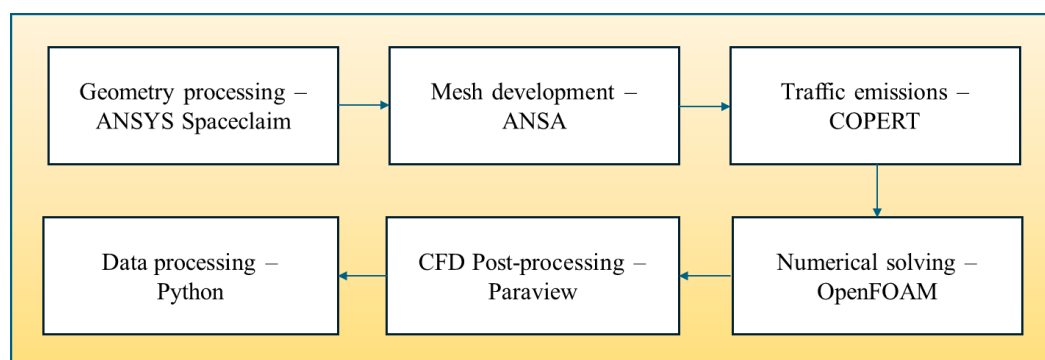 Geometry processing –
ANSYS Spaceclaim
Mesh development –
ANSA
Traffic emissions –
COPERT
Data processing –
Python
CFD Post-processing –
Paraview
Numerical solving –
OpenFOAM